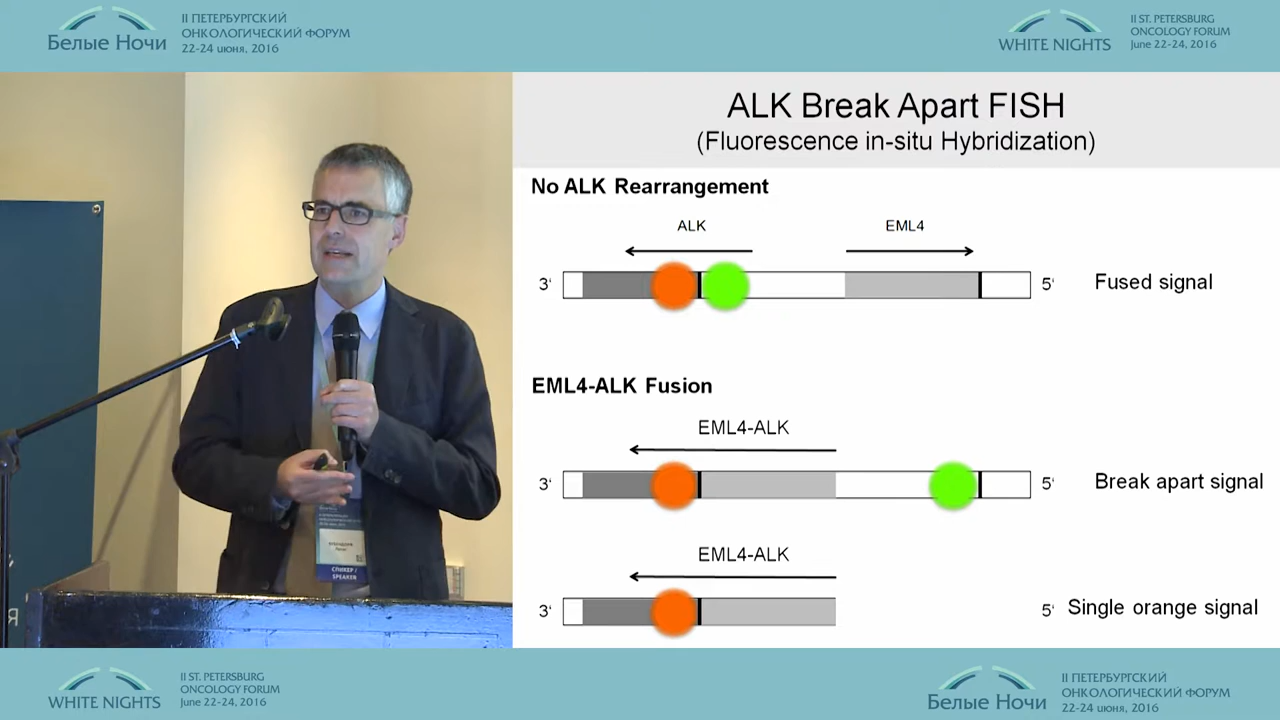 Белые Ночи
II ПЕТЕРБУРГСКИЙ
ОНКОЛОГИЧЕСКИЙ ФОРУМ
22-24 июня, 2016
WHITE NIGHTS
II ST. PETERSBURG
ONCOLOGY FORUM
June 22-24, 2016
ALK Break Apart FISH
(Fluorescence in-situ Hybridization)
No ALK Rearrangement
ALK
EML4
3'
5'
Fused signal
EML4-ALK Fusion
EML4-ALK
3'
5'
Break apart signal
EML4-ALK
3'
5'
Single orange signal
СПИКЕР /
SPEAKER
WHITE NIGHTS
II ST. PETERSBURG
ONCOLOGY FORUM
June 22-24, 2016
Белые Ночи
II ПЕТЕРБУРГСКИЙ
ОНКОЛОГИЧЕСКИЙ ФОРУМ
22-24 июня, 2016